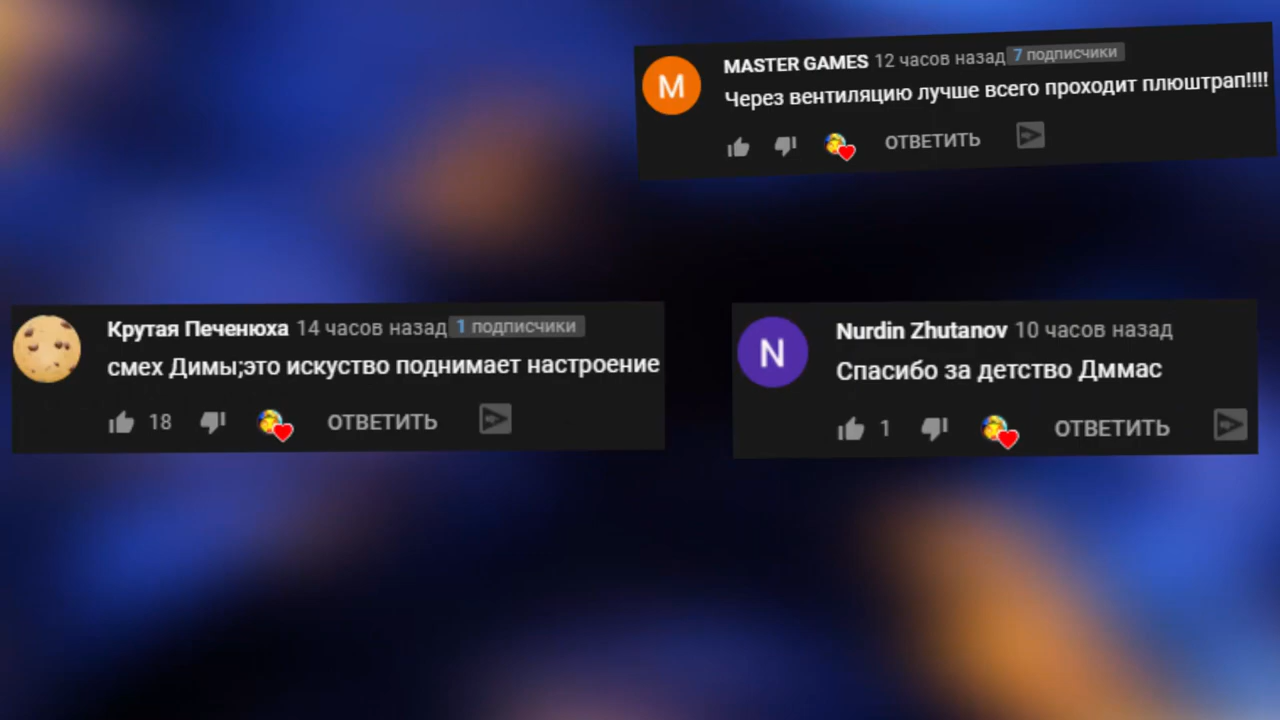 MASTER GAMES 12 часов назад 7 подписчики
Через вентиляцию лучше всего проходит плюштрап!!!!
ОТВЕТИТЬ
Крутая Печенюха 14 часов назад 1 подписчики
смех Димы;это искуство поднимает настроение
18 ОТВЕТИТЬ
Nurdin Zhutanov 10 часов назад
Спасибо за детство Дммас
1 ОТВЕТИТЬ
M
N